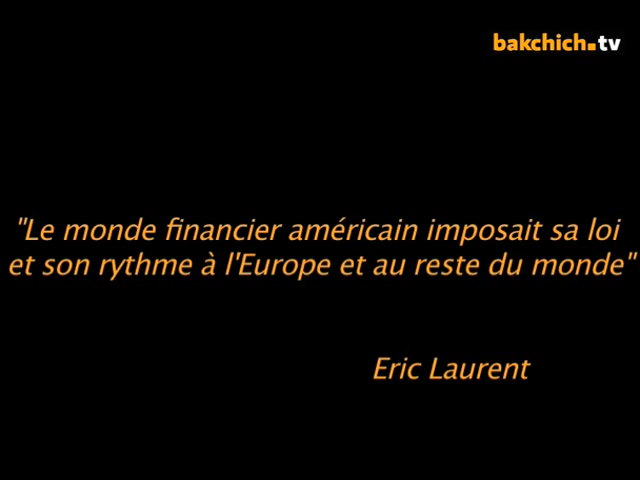 bakchich.tv
"Le monde financier américain imposait sa loi
et son rythme à l'Europe et au reste du monde"
Eric Laurent